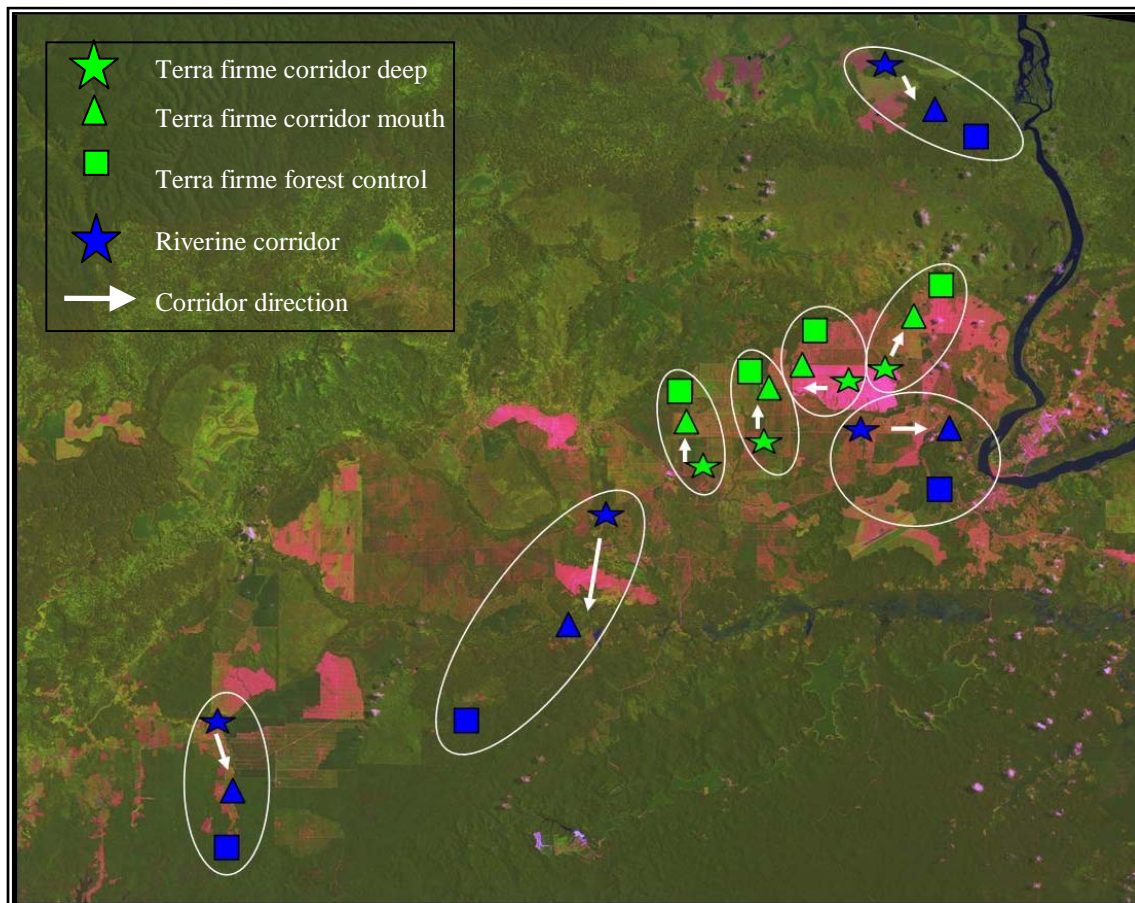 Terra firme corridor deep
Terra firme corridor mouth
Terra firme forest control
Riverine corridor
Corridor direction